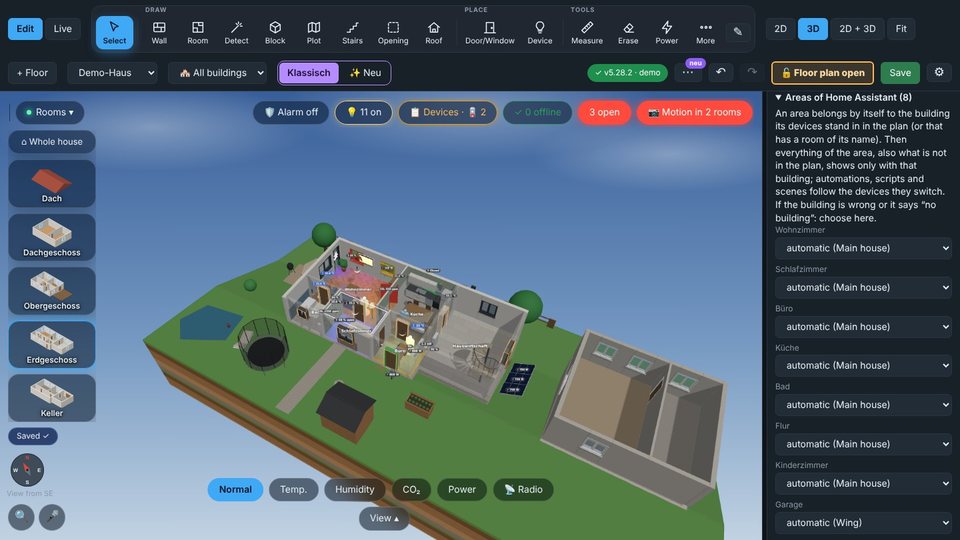 Edit
Live
DRAW
Select
Wall
Room
Detect
Block
Plot
Stairs
Opening
Roof
PLACE
Door/Window
Device
TOOLS
Measure
Erase
Power
More
2D
3D
2D + 3D
Fit
+ Floor
Demo-Haus
All buildings
Klassisch
✨ Neu
✓ v5.28.2 · demo
neu
⋯
🔓 Floor plan open
Save
Rooms ▾
Alarm off
11 on
Devices · 2
✓ 0 offline
3 open
Motion in 2 rooms
⌂ Whole house
Dach
Dachgeschoss
Obergeschoss
Erdgeschoss
Keller
Saved ✓
N
W
E
S
View from SE
Küche
Büro
Hauswirtschaft
Normal
Temp.
Humidity
CO₂
Power
Radio
View ▴
▼ Areas of Home Assistant (8)
An area belongs by itself to the building
its devices stand in in the plan (or that
has a room of its name). Then
everything of the area, also what is not
in the plan, shows only with that
building; automations, scripts and
scenes follow the devices they switch.
If the building is wrong or it says “no
building”: choose here.
Wohnzimmer
automatic (Main house)
Schlafzimmer
automatic (Main house)
Büro
automatic (Main house)
Küche
automatic (Main house)
Bad
automatic (Main house)
Flur
automatic (Main house)
Kinderzimmer
automatic (Main house)
Garage
automatic (Wing)